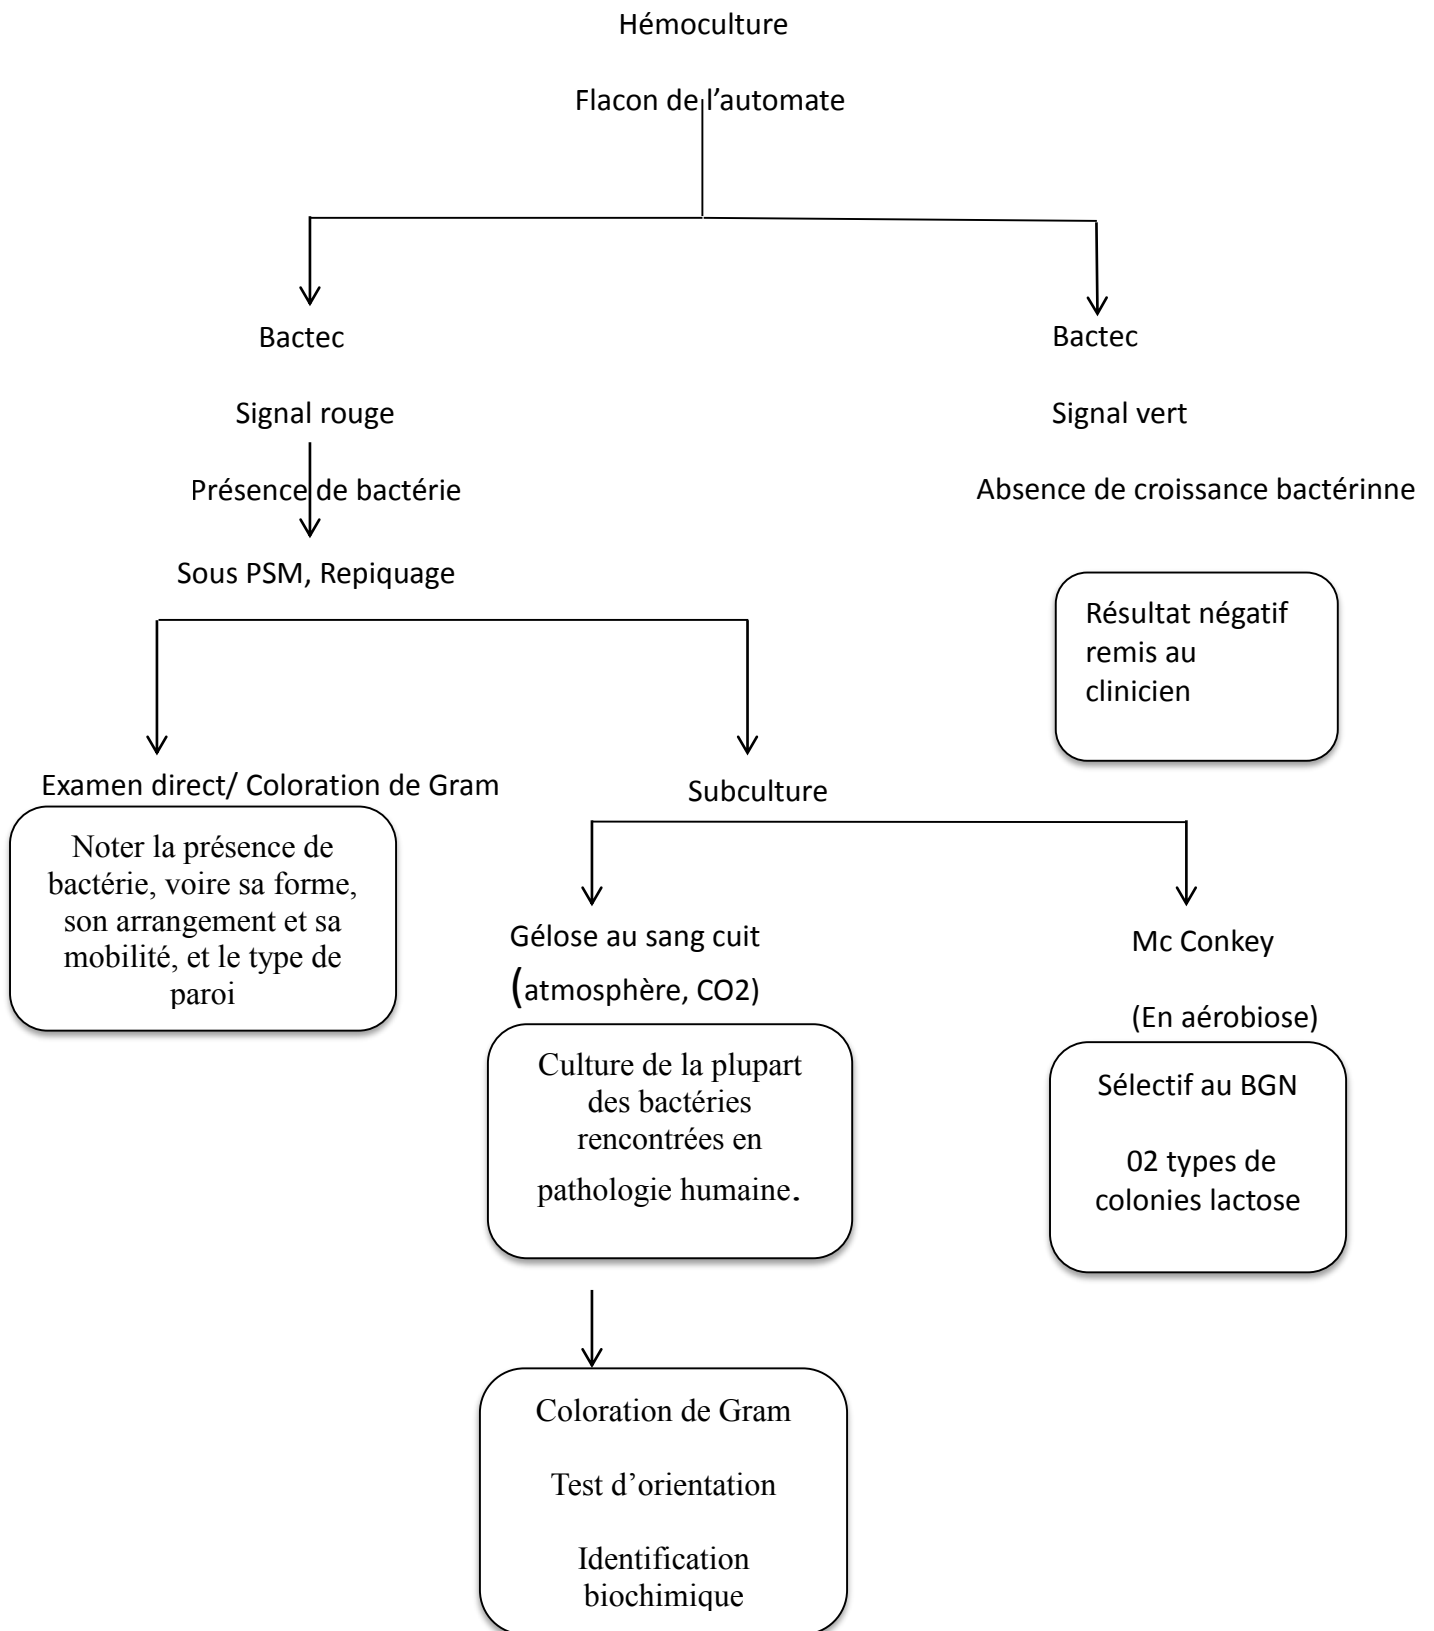 Hémoculture
Flacon de l’automate
Bactec
Bactec
Signal rouge
Signal vert
Présence de bactérie
Absence de croissance bactérinne
Sous PSM, Repiquage
Résultat négatif
remis au
clinicien
Examen direct/ Coloration de Gram
Subculture
Noter la présence de
bactérie, voire sa forme,
son arrangement et sa
mobilité, et le type de
paroi
Gélose au sang cuit
(atmosphère, CO2)
Mc Conkey
(En aérobiose)
Culture de la plupart
des bactéries
rencontrées en
pathologie humaine.
Sélectif au BGN
02 types de
colonies lactose
Coloration de Gram
Test d’orientation
Identification
biochimique